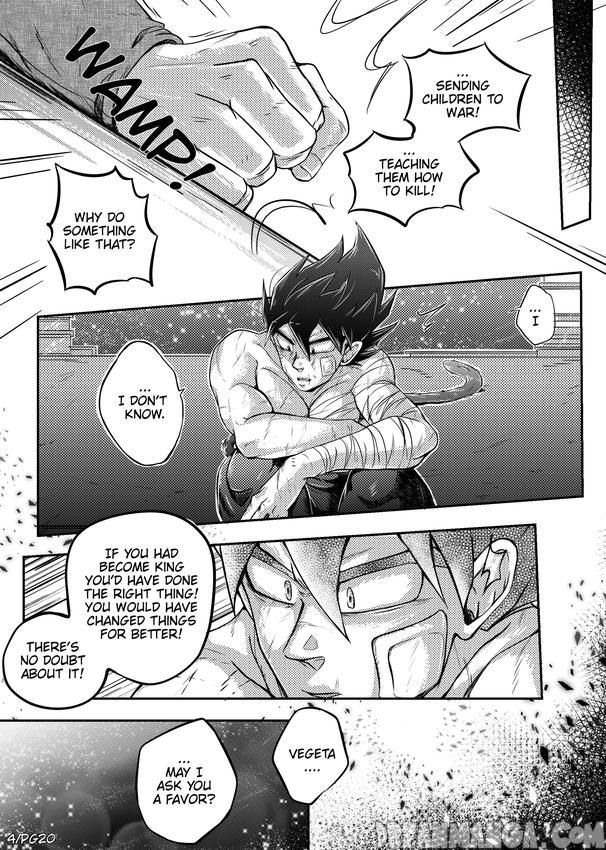 WAMP!
...
SENDING
CHILDREN TO
WAR!
...
TEACHING
THEM HOW
TO KILL!
WHY DO
SOMETHING
LIKE THAT?
...
I
...
I DON'T
KNOW.
IF YOU HAD
BECOME KING
YOU'D HAVE DONE
THE RIGHT THING!
YOU WOULD HAVE
CHANGED THINGS
FOR BETTER!
THERE'S
NO DOUBT
ABOUT IT!
VEGETA
....
...
MAY I
ASK YOU
A FAVOR?
4/PG20